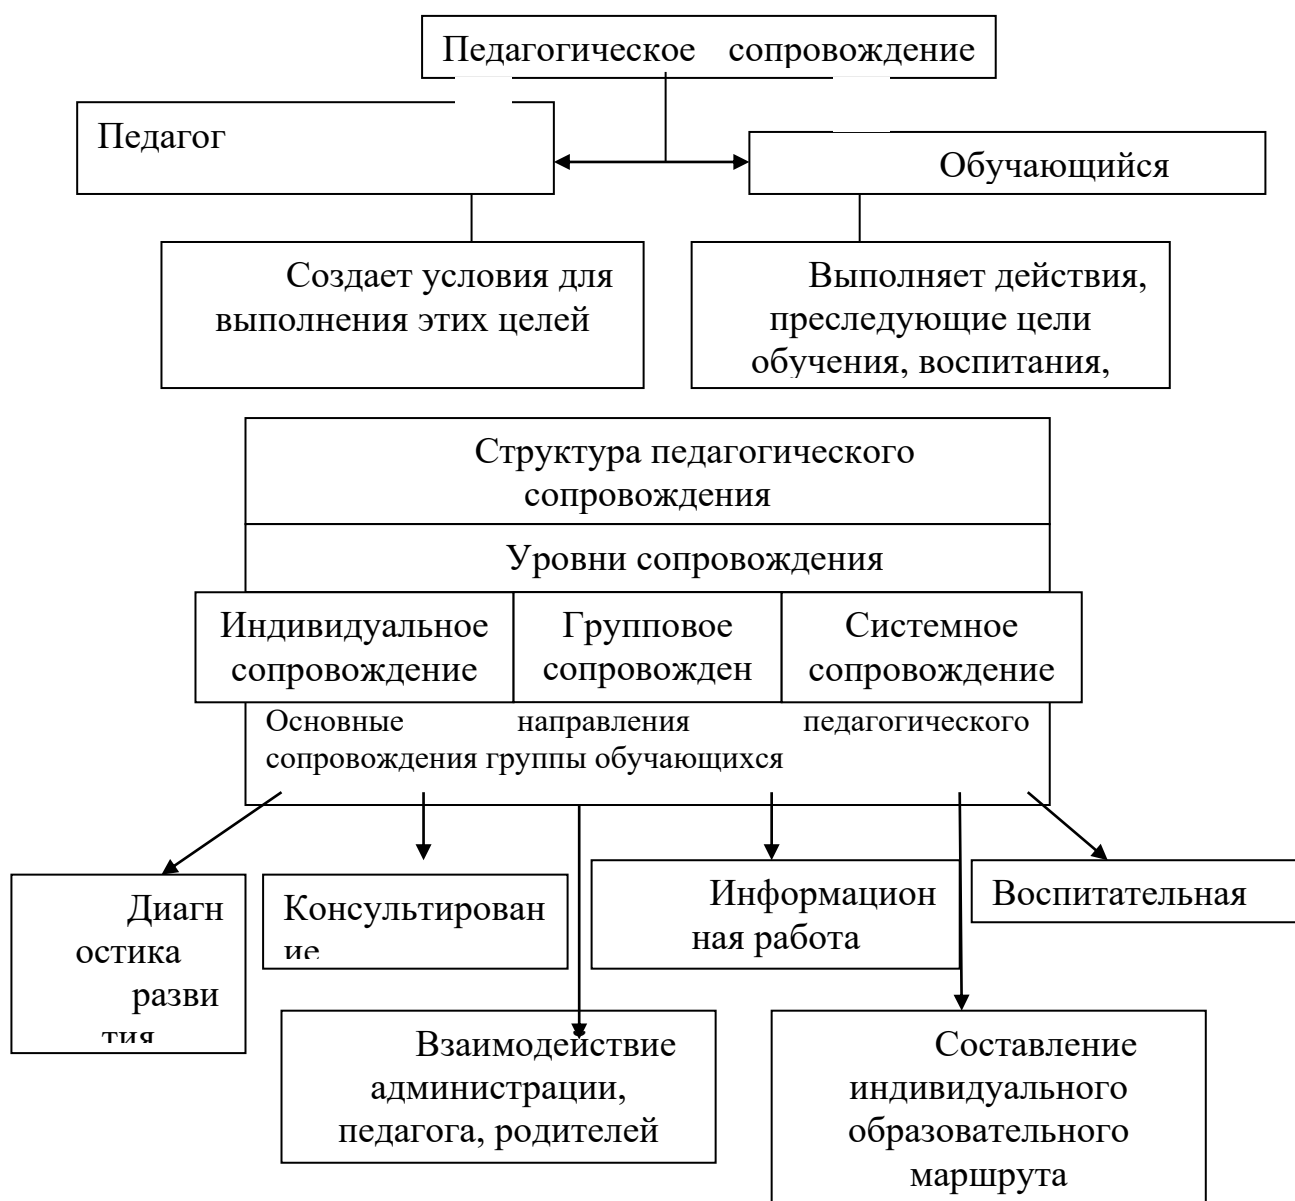 Педагогическое сопровождение
Педагог
Обучающийся
Создает условия для
выполнения этих целей
Выполняет действия,
преследующие цели
обучения, воспитания,
Структура педагогического
сопровождения
Уровни сопровождения
Индивидуальное
сопровождение
Групповое
сопровожден
Системное
сопровождение
Основные направления педагогического
сопровождения группы обучающихся
Диагн
остика
разви
тия
Консультирован
ие
Информацион
ная работа
Воспитательная
Взаимодействие
администрации,
педагога, родителей
Составление
индивидуального
образовательного
маршрута